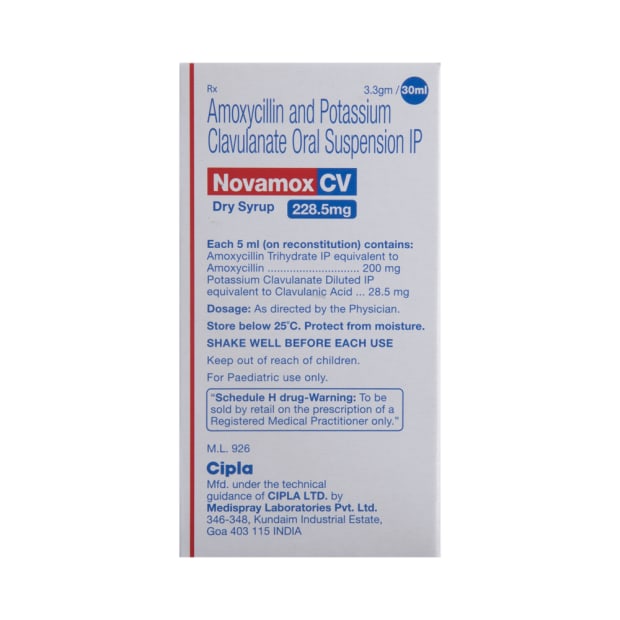 Rx
3.3gm / 30ml
Amoxycillin and Potassium
Clavulanate Oral Suspension IP
Novamox CV
Dry Syrup 228.5mg
Each 5 ml (on reconstitution) contains:
Amoxycillin Trihydrate IP equivalent to
Amoxycillin ............................. 200 mg
Potassium Clavulanate Diluted IP
equivalent to Clavulanic Acid ... 28.5 mg
Dosage: As directed by the Physician.
Store below 25°C. Protect from moisture.
SHAKE WELL BEFORE EACH USE
Keep out of reach of children.
For Paediatric use only.
"Schedule H drug-Warning: To be
sold by retail on the prescription of a
Registered Medical Practitioner only."
M.L. 926
Cipla
Mfd. under the technical
guidance of CIPLA LTD. by
Medispray Laboratories Pvt. Ltd.
346-348, Kundaim Industrial Estate,
Goa 403 115 INDIA